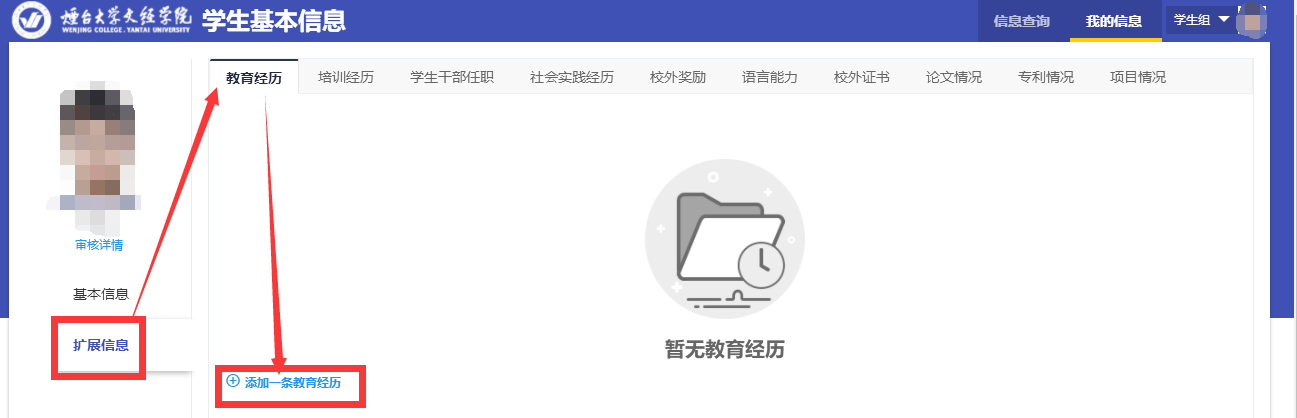 烟台大学文经学院
WENJING COLLEGE. YANTAI UNIVERSITY
学生基本信息
信息查询
我的信息
学生组
教育经历
培训经历
学生干部任职
社会实践经历
校外奖励
语言能力
校外证书
论文情况
专利情况
项目情况
审核详情
基本信息
扩展信息
暂无教育经历
添加一条教育经历